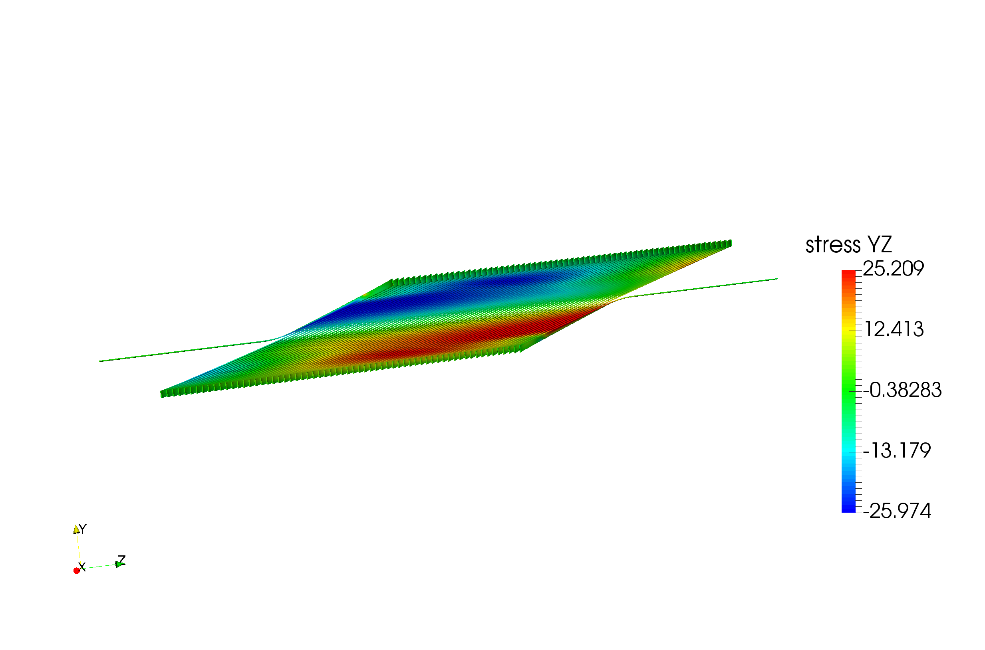 stress YZ
25.209
12.413
-0.38283
-13.179
-25.974
Y
X
Z